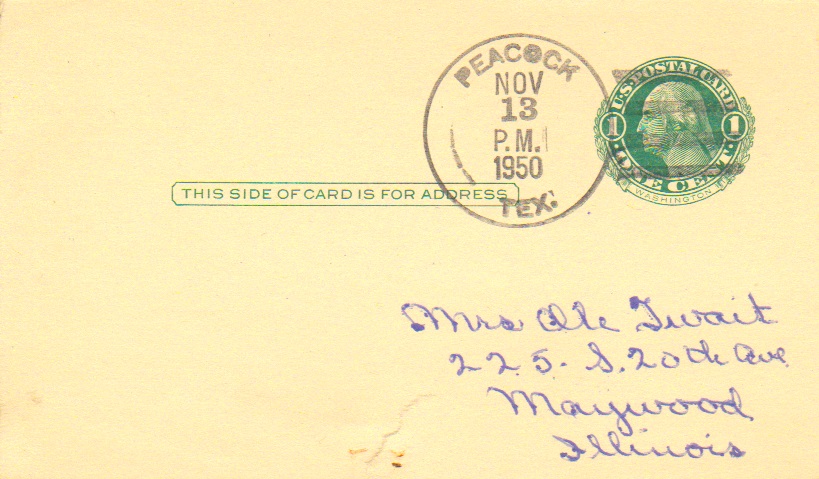 PEACOCK
NOV
13
P.M.
1950
TEX.
U·S·POSTAL CARD
1 1
·ONE CENT·
WASHINGTON
THIS SIDE OF CARD IS FOR ADDRESS
Mrs Ole Twait
225- S. 20th Ave
Maywood
Illinois